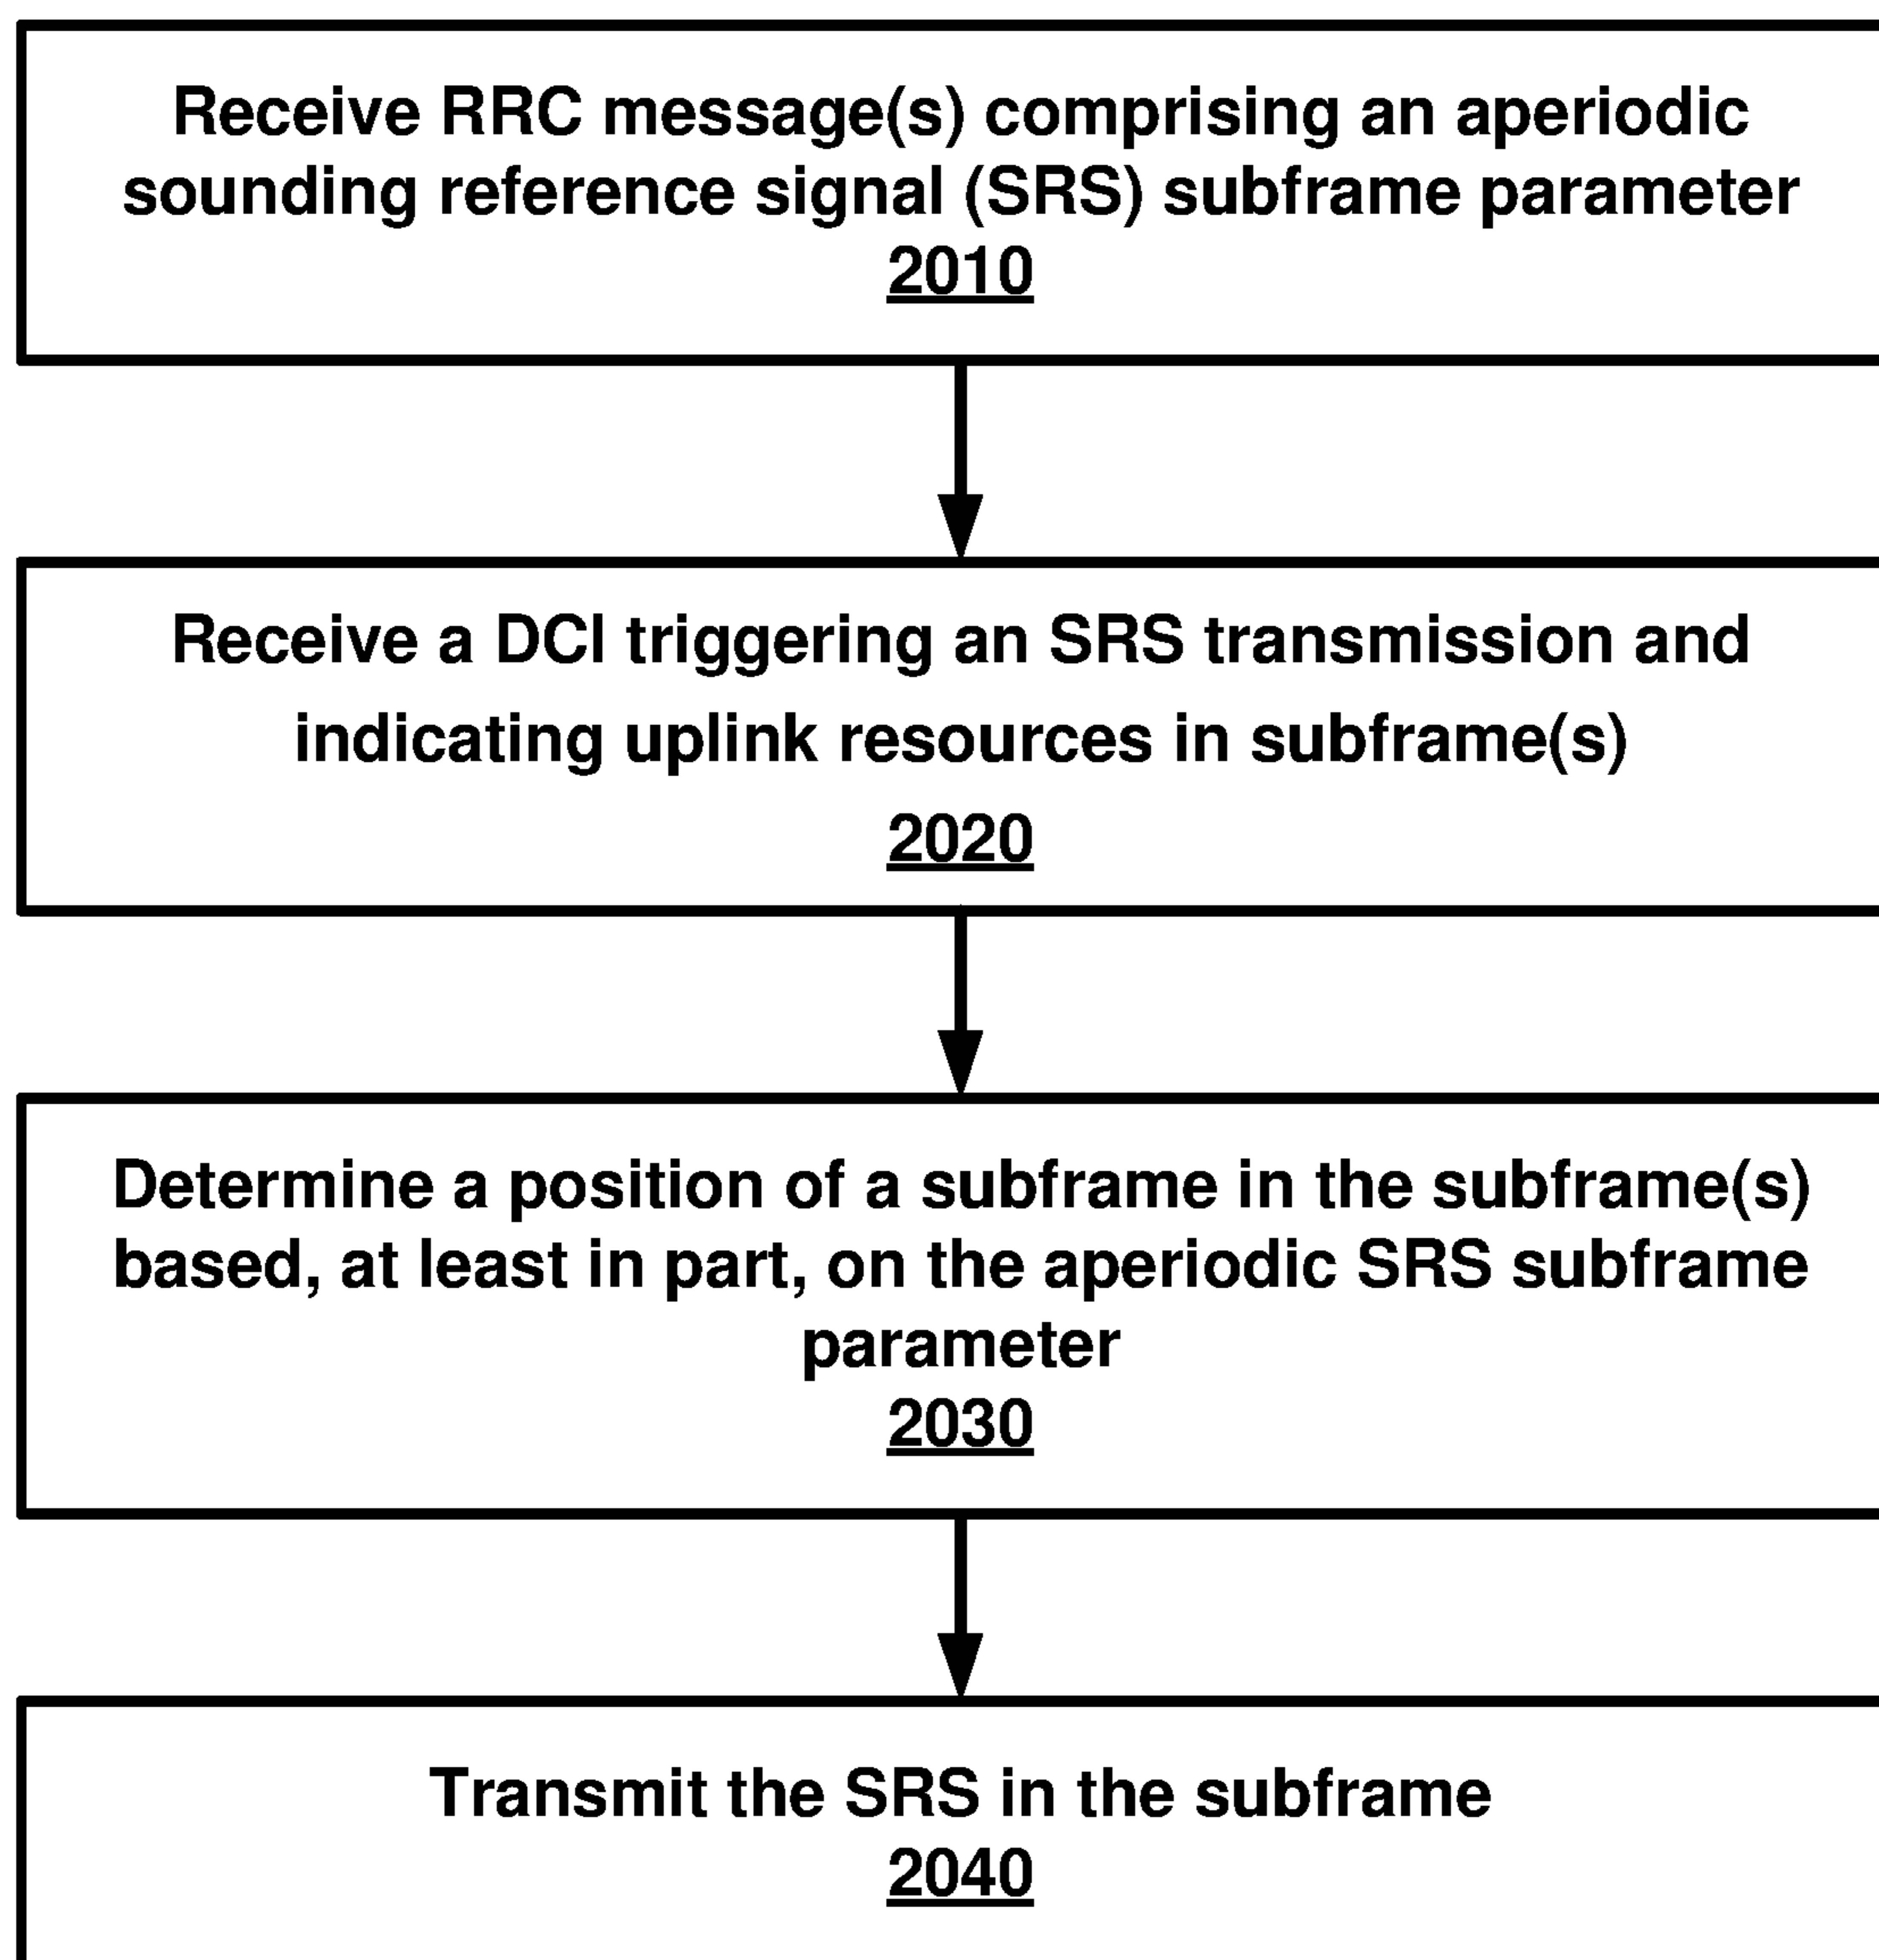 Receive RRC message(s) comprising an aperiodic
sounding reference signal (SRS) subframe parameter
2010
Receive a DCI triggering an SRS transmission and
indicating uplink resources in subframe(s)
2020
Determine a position of a subframe in the subframe(s)
based, at least in part, on the aperiodic SRS subframe
parameter
2030
Transmit the SRS in the subframe
2040